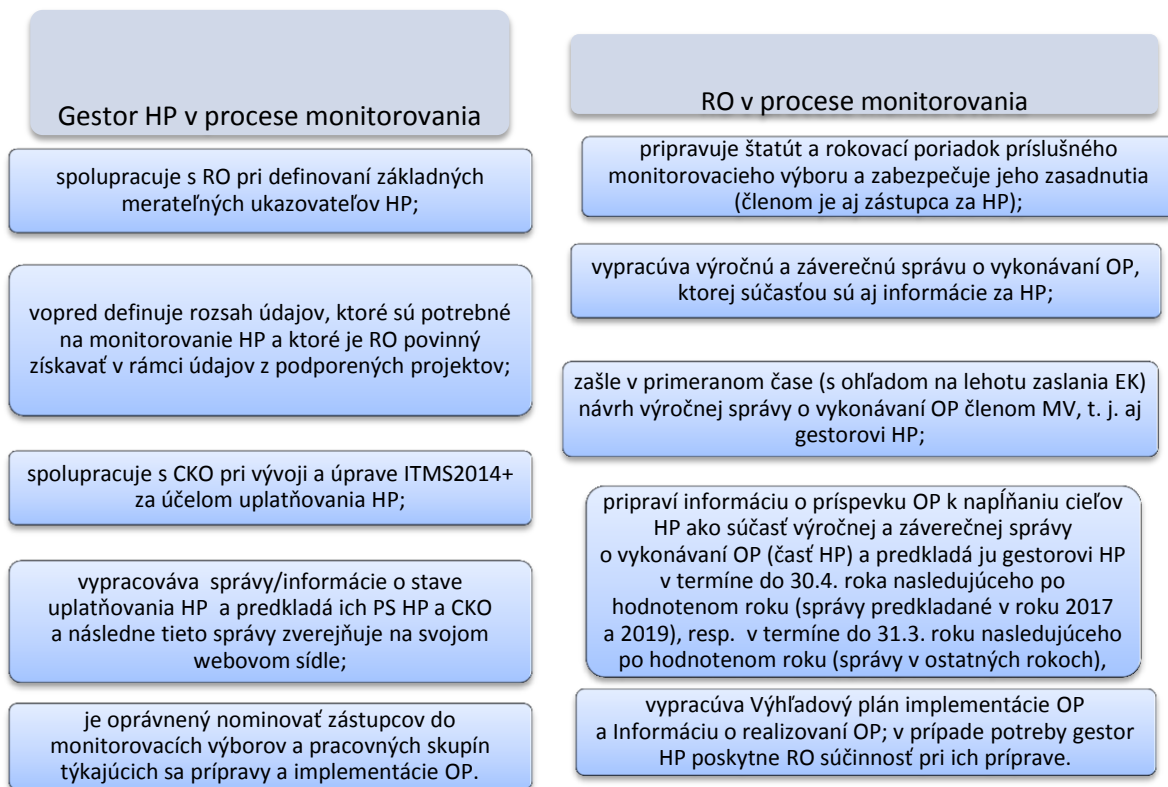 Gestor HP v procese monitorovania
spolupracuje s RO pri definovaní základných
merateľných ukazovateľov HP;
vopred definuje rozsah údajov, ktoré sú potrebné
na monitorovanie HP a ktoré je RO povinný
získavať v rámci údajov z podporených projektov;
spolupracuje s CKO pri vývoji a úprave ITMS2014+
za účelom uplatňovania HP;
vypracováva správy/informácie o stave
uplatňovania HP a predkladá ich PS HP a CKO
a následne tieto správy zverejňuje na svojom
webovom sídle;
je oprávnený nominovať zástupcov do
monitorovacích výborov a pracovných skupín
týkajúcich sa prípravy a implementácie OP.
RO v procese monitorovania
pripravuje štatút a rokovací poriadok príslušného
monitorovacieho výboru a zabezpečuje jeho zasadnutia
(členom je aj zástupca za HP);
vypracúva výročnú a záverečnú správu o vykonávaní OP,
ktorej súčasťou sú aj informácie za HP;
zašle v primeranom čase (s ohľadom na lehotu zaslania EK)
návrh výročnej správy o vykonávaní OP členom MV, t. j. aj
gestorovi HP;
pripraví informáciu o príspevku OP k napĺňaniu cieľov
HP ako súčasť výročnej a záverečnej správy
o vykonávaní OP (časť HP) a predkladá ju gestorovi HP
v termíne do 30.4. roka nasledujúceho po
hodnotenom roku (správy predkladané v roku 2017
a 2019), resp. v termíne do 31.3. roku nasledujúceho
po hodnotenom roku (správy v ostatných rokoch),
vypracúva Výhľadový plán implementácie OP
a Informáciu o realizovaní OP; v prípade potreby gestor
HP poskytne RO súčinnosť pri ich príprave.